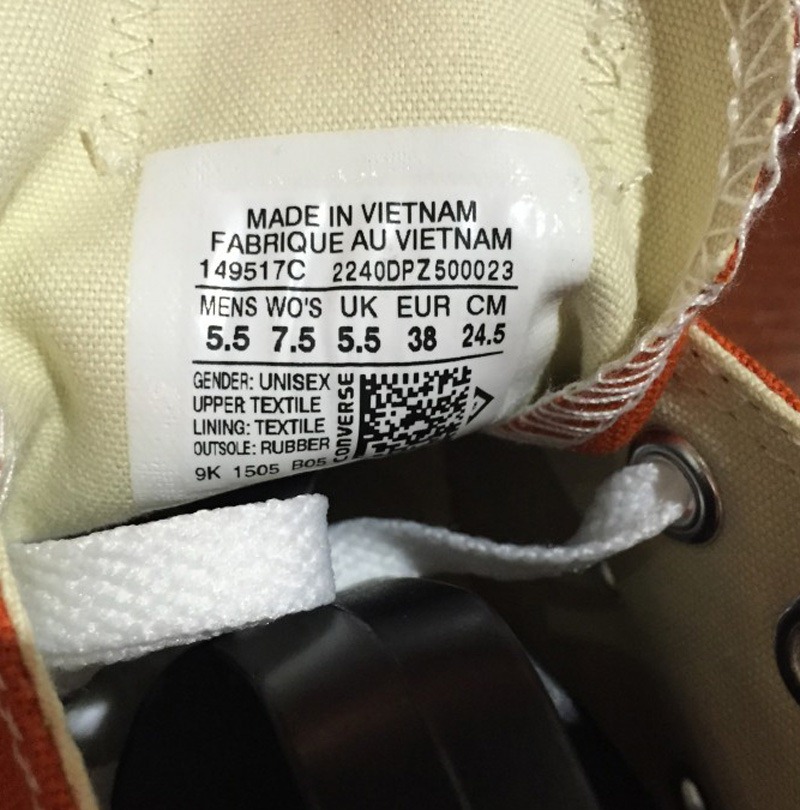 MADE IN VIETNAM
FABRIQUE AU VIETNAM
149517C 2240DPZ500023
MENS WO'S UK EUR CM
5.5 7.5 5.5 38 24.5
GENDER: UNISEX
UPPER TEXTILE
LINING: TEXTILE
OUTSOLE: RUBBER
9K 1505 B05
CONVERSE